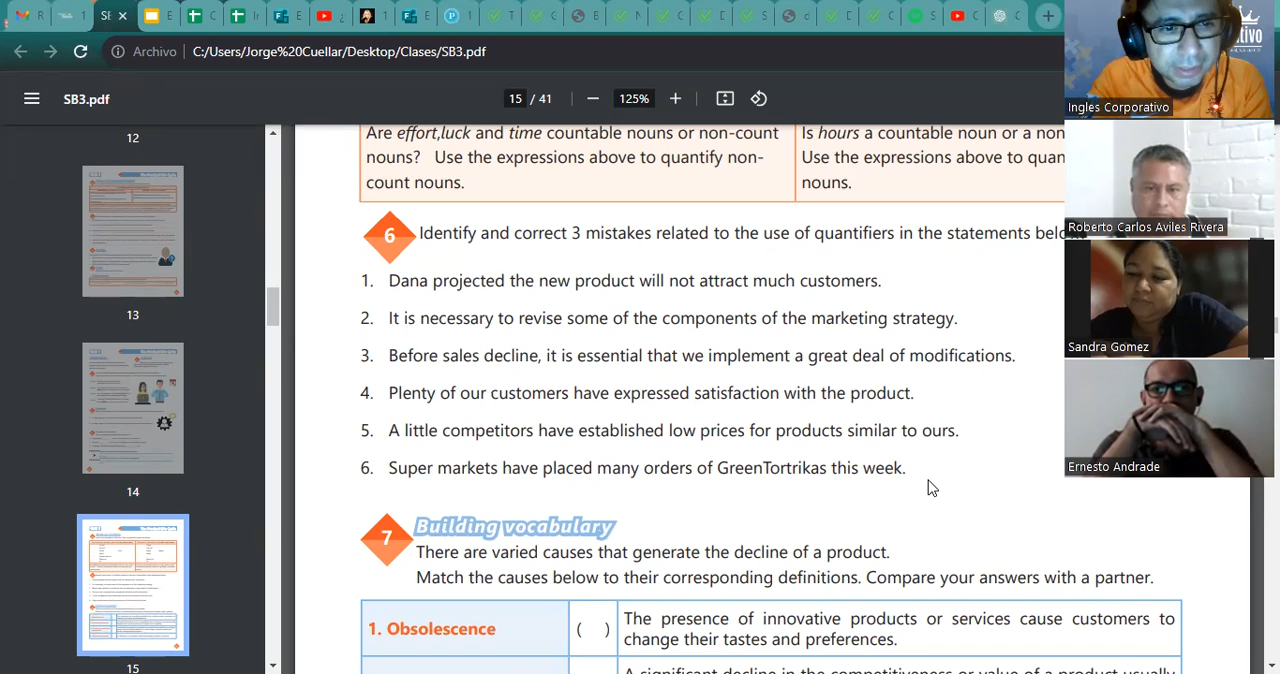 Archivo
C:/Users/Jorge%20Cuellar/Desktop/Clases/SB3.pdf
SB3.pdf
15 / 41
125%
12
13
14
15
Are effort,luck and time countable nouns or non-count
nouns? Use the expressions above to quantify non-
count nouns.
Is hours a countable noun or a non
Use the expressions above to quan
nouns.
6
Identify and correct 3 mistakes related to the use of quantifiers in the statements belo
1. Dana projected the new product will not attract much customers.
2. It is necessary to revise some of the components of the marketing strategy.
3. Before sales decline, it is essential that we implement a great deal of modifications.
4. Plenty of our customers have expressed satisfaction with the product.
5. A little competitors have established low prices for products similar to ours.
6. Super markets have placed many orders of GreenTortrikas this week.
7
Building vocabulary
There are varied causes that generate the decline of a product.
Match the causes below to their corresponding definitions. Compare your answers with a partner.
1. Obsolescence
( )
The presence of innovative products or services cause customers to
change their tastes and preferences.
A significant decline in the competitiveness or value of a product usually
Ingles Corporativo
Roberto Carlos Aviles Rivera
Sandra Gomez
Ernesto Andrade